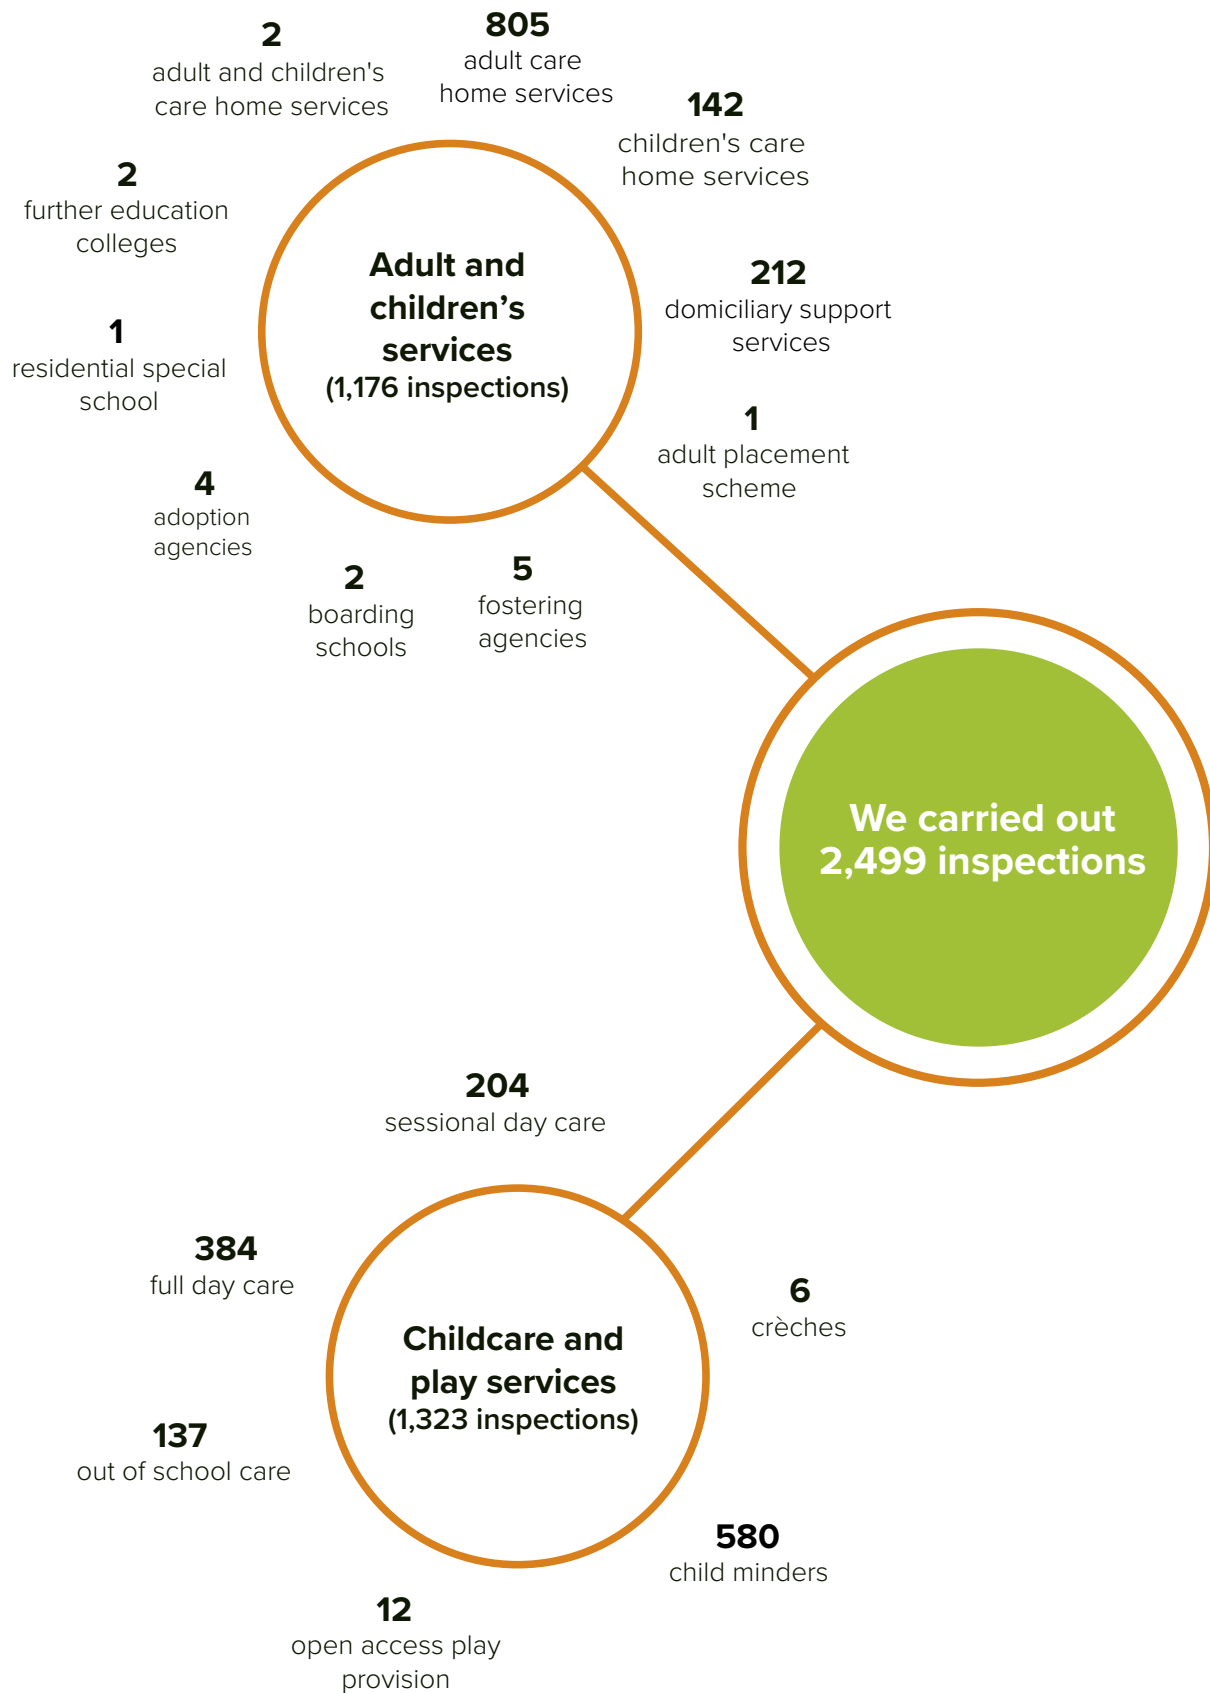 2
adult and children's
care home services
805
adult care
home services
142
children's care
home services
2
further education
colleges
Adult and
children’s
services
(1,176 inspections)
212
domiciliary support
services
1
residential special
school
1
adult placement
scheme
4
adoption
agencies
2
boarding
schools
5
fostering
agencies
We carried out
2,499 inspections
204
sessional day care
384
full day care
6
crèches
Childcare and
play services
(1,323 inspections)
137
out of school care
580
child minders
12
open access play
provision